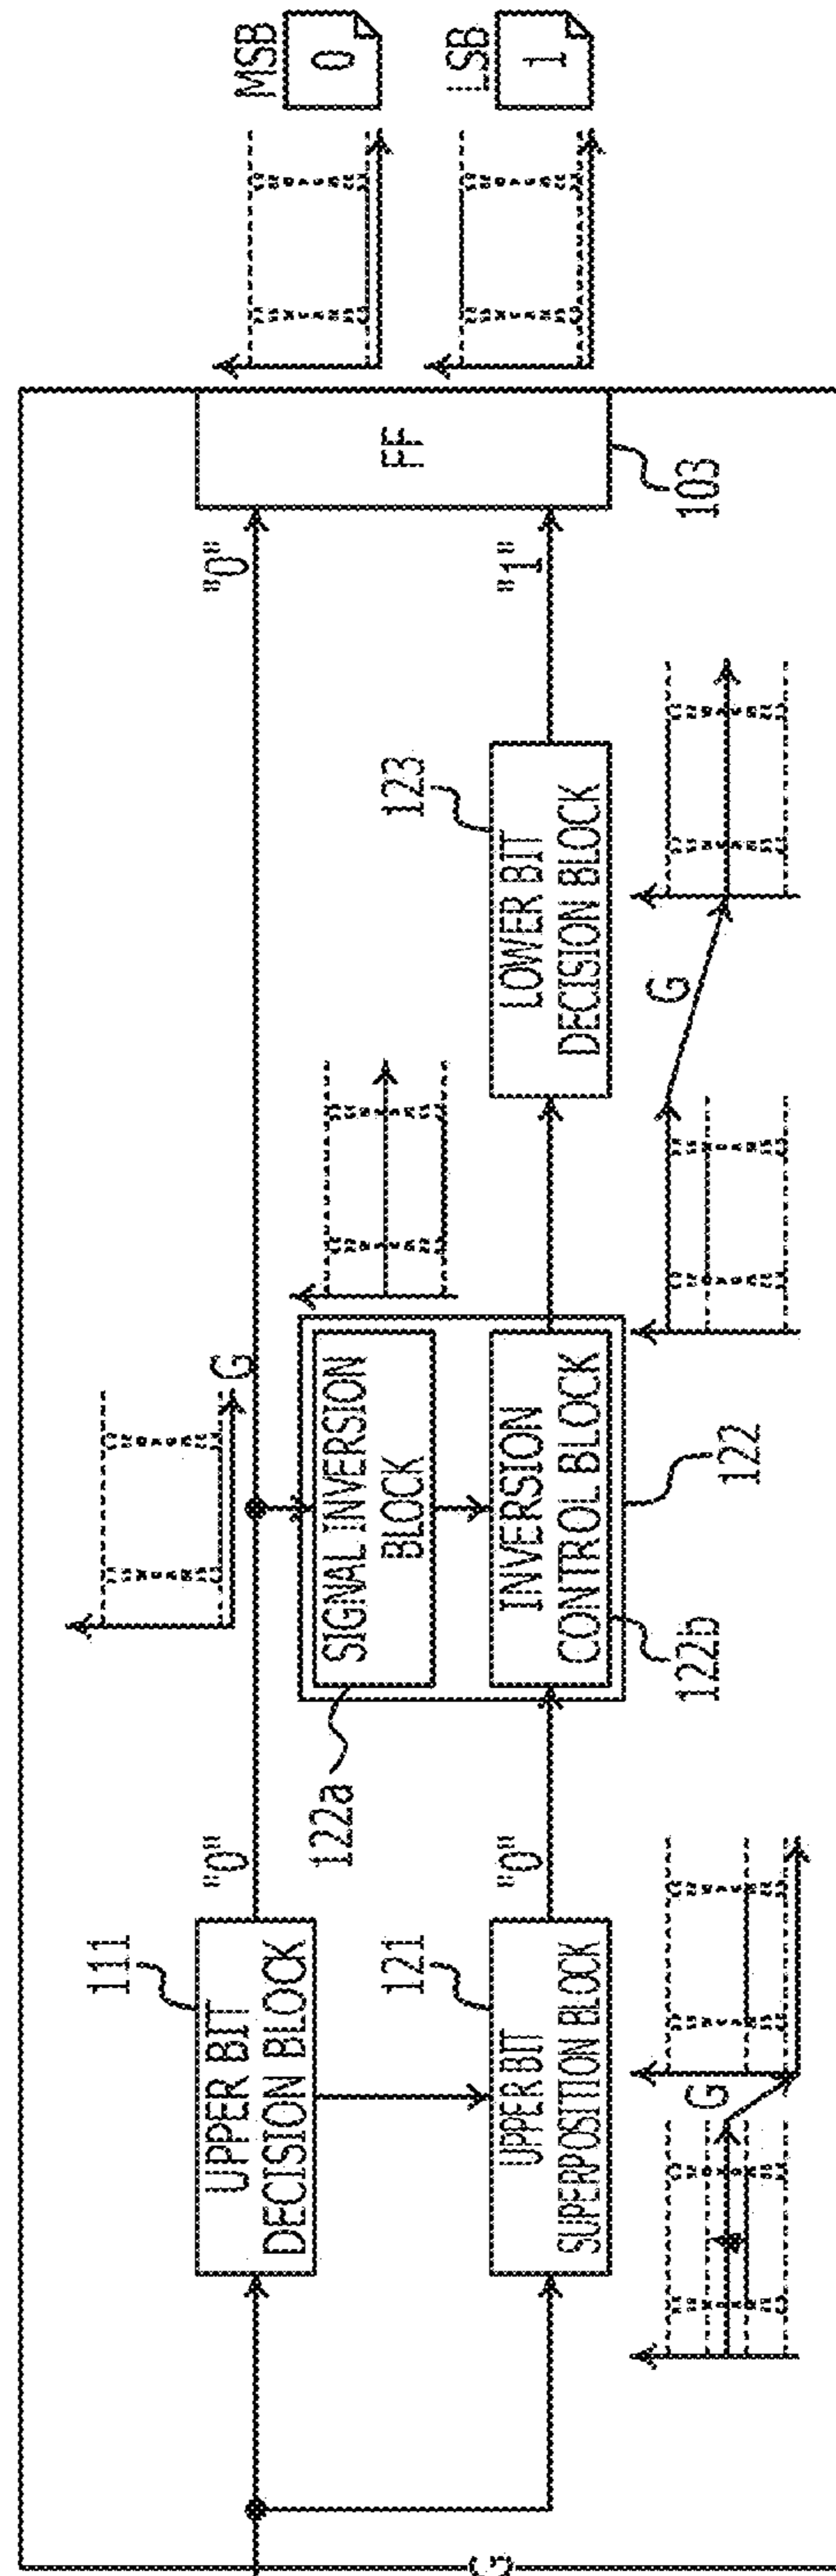 111
UPPER BIT
DECISION BLOCK
"0"
G
"0"
FF
103
MSB
0
LSB
1
122a
SIGNAL INVERSION
BLOCK
INVERSION
CONTROL BLOCK
122b
122
121
UPPER BIT
SUPERPOSITION BLOCK
"0"
123
LOWER BIT
DECISION BLOCK
"1"
G
G
G